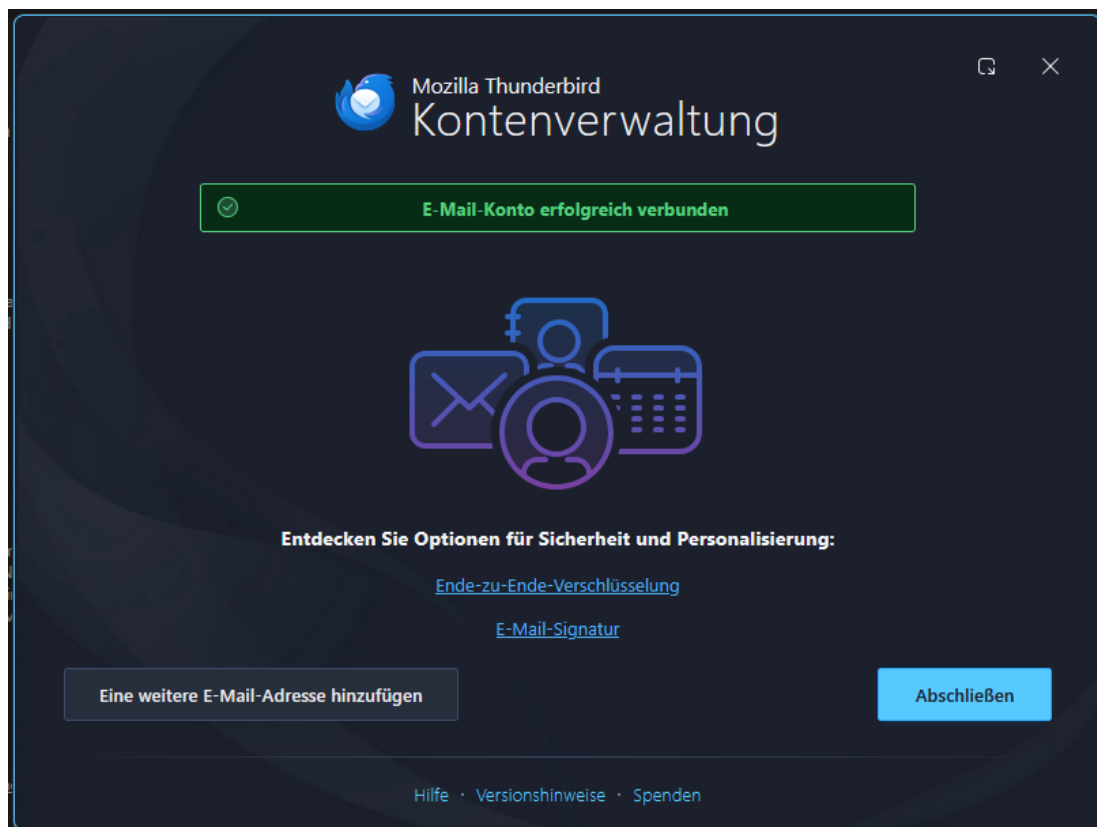 Mozilla Thunderbird
Kontenverwaltung
E-Mail-Konto erfolgreich verbunden
Entdecken Sie Optionen für Sicherheit und Personalisierung:
Ende-zu-Ende-Verschlüsselung
E-Mail-Signatur
Eine weitere E-Mail-Adresse hinzufügen
Abschließen
Hilfe · Versionshinweise · Spenden